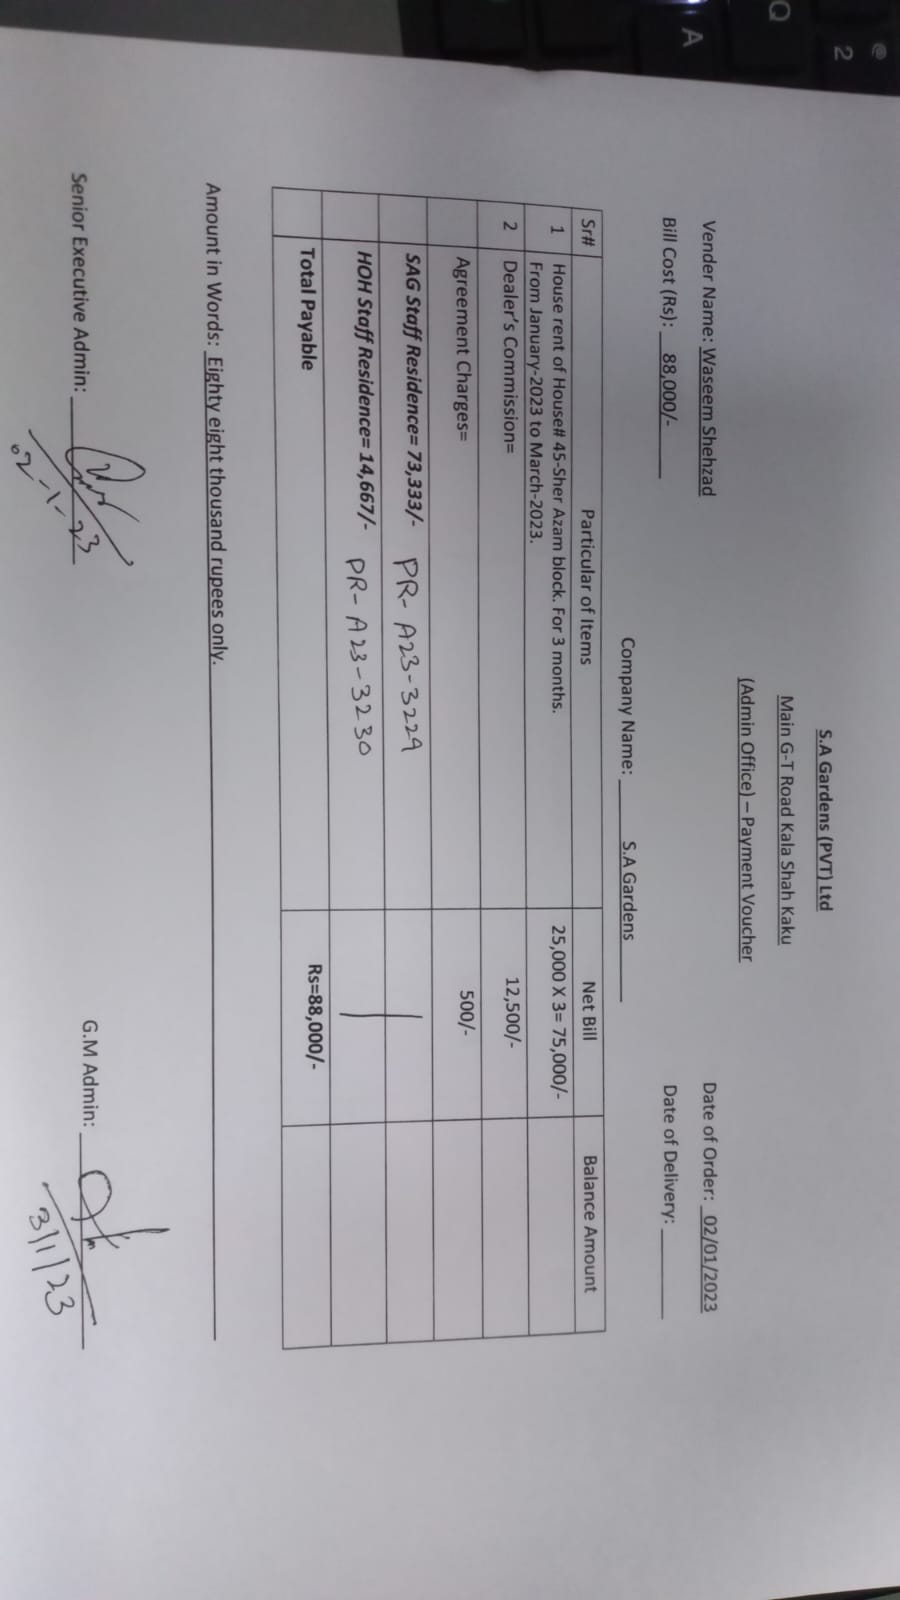 S.A Gardens (PVT) Ltd
Main G-T Road Kala Shah Kaku
(Admin Office) – Payment Voucher
Vender Name: Waseem Shehzad Date of Order: 02/01/2023
Bill Cost (Rs): 88,000/- Date of Delivery:
Company Name: S.A Gardens
Sr# Particular of Items Net Bill Balance Amount
1 House rent of House# 45-Sher Azam block. For 3 months. 25,000 X 3= 75,000/-
From January-2023 to March-2023.
2 Dealer's Commission= 12,500/-
Agreement Charges= 500/-
SAG Staff Residence= 73,333/- PR-A23-3229
HOH Staff Residence= 14,667/- PR-A23-3230
Total Payable Rs=88,000/-
Amount in Words: Eighty eight thousand rupees only.
Senior Executive Admin: G.M Admin:
02-1-23 3/1/23
@
2
Q
A